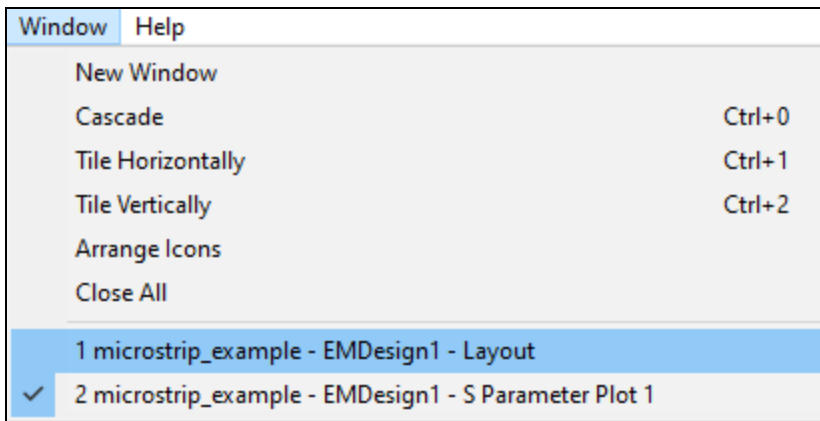 Window Help
New Window
Cascade Ctrl+0
Tile Horizontally Ctrl+1
Tile Vertically Ctrl+2
Arrange Icons
Close All
1 microstrip_example - EMDesign1 - Layout
2 microstrip_example - EMDesign1 - S Parameter Plot 1